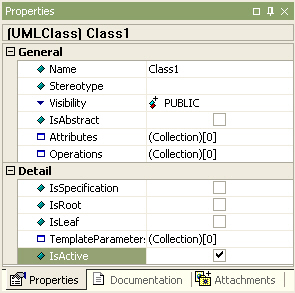 Properties
(UMLClass) Class1
General
Name Class1
Stereotype
Visibility PUBLIC
IsAbstract
Attributes (Collection)[0]
Operations (Collection)[0]
Detail
IsSpecification
IsRoot
IsLeaf
TemplateParameters (Collection)[0]
IsActive
Properties Documentation Attachments